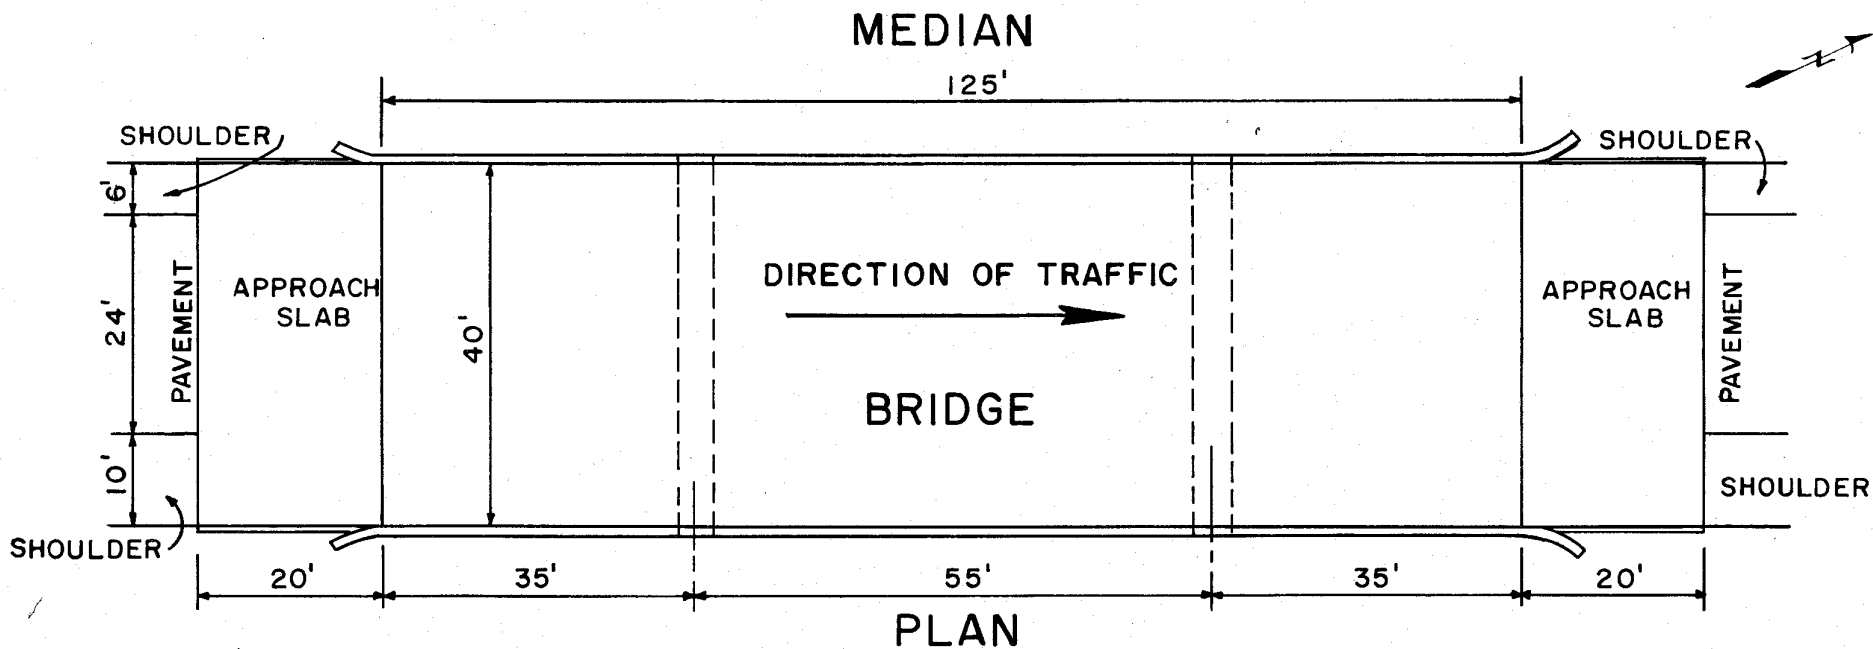 MEDIAN
125'
N
SHOULDER
SHOULDER
6'
24'
10'
PAVEMENT
APPROACH
SLAB
40'
DIRECTION OF TRAFFIC
BRIDGE
APPROACH
SLAB
PAVEMENT
SHOULDER
SHOULDER
20'
35'
55'
35'
20'
PLAN